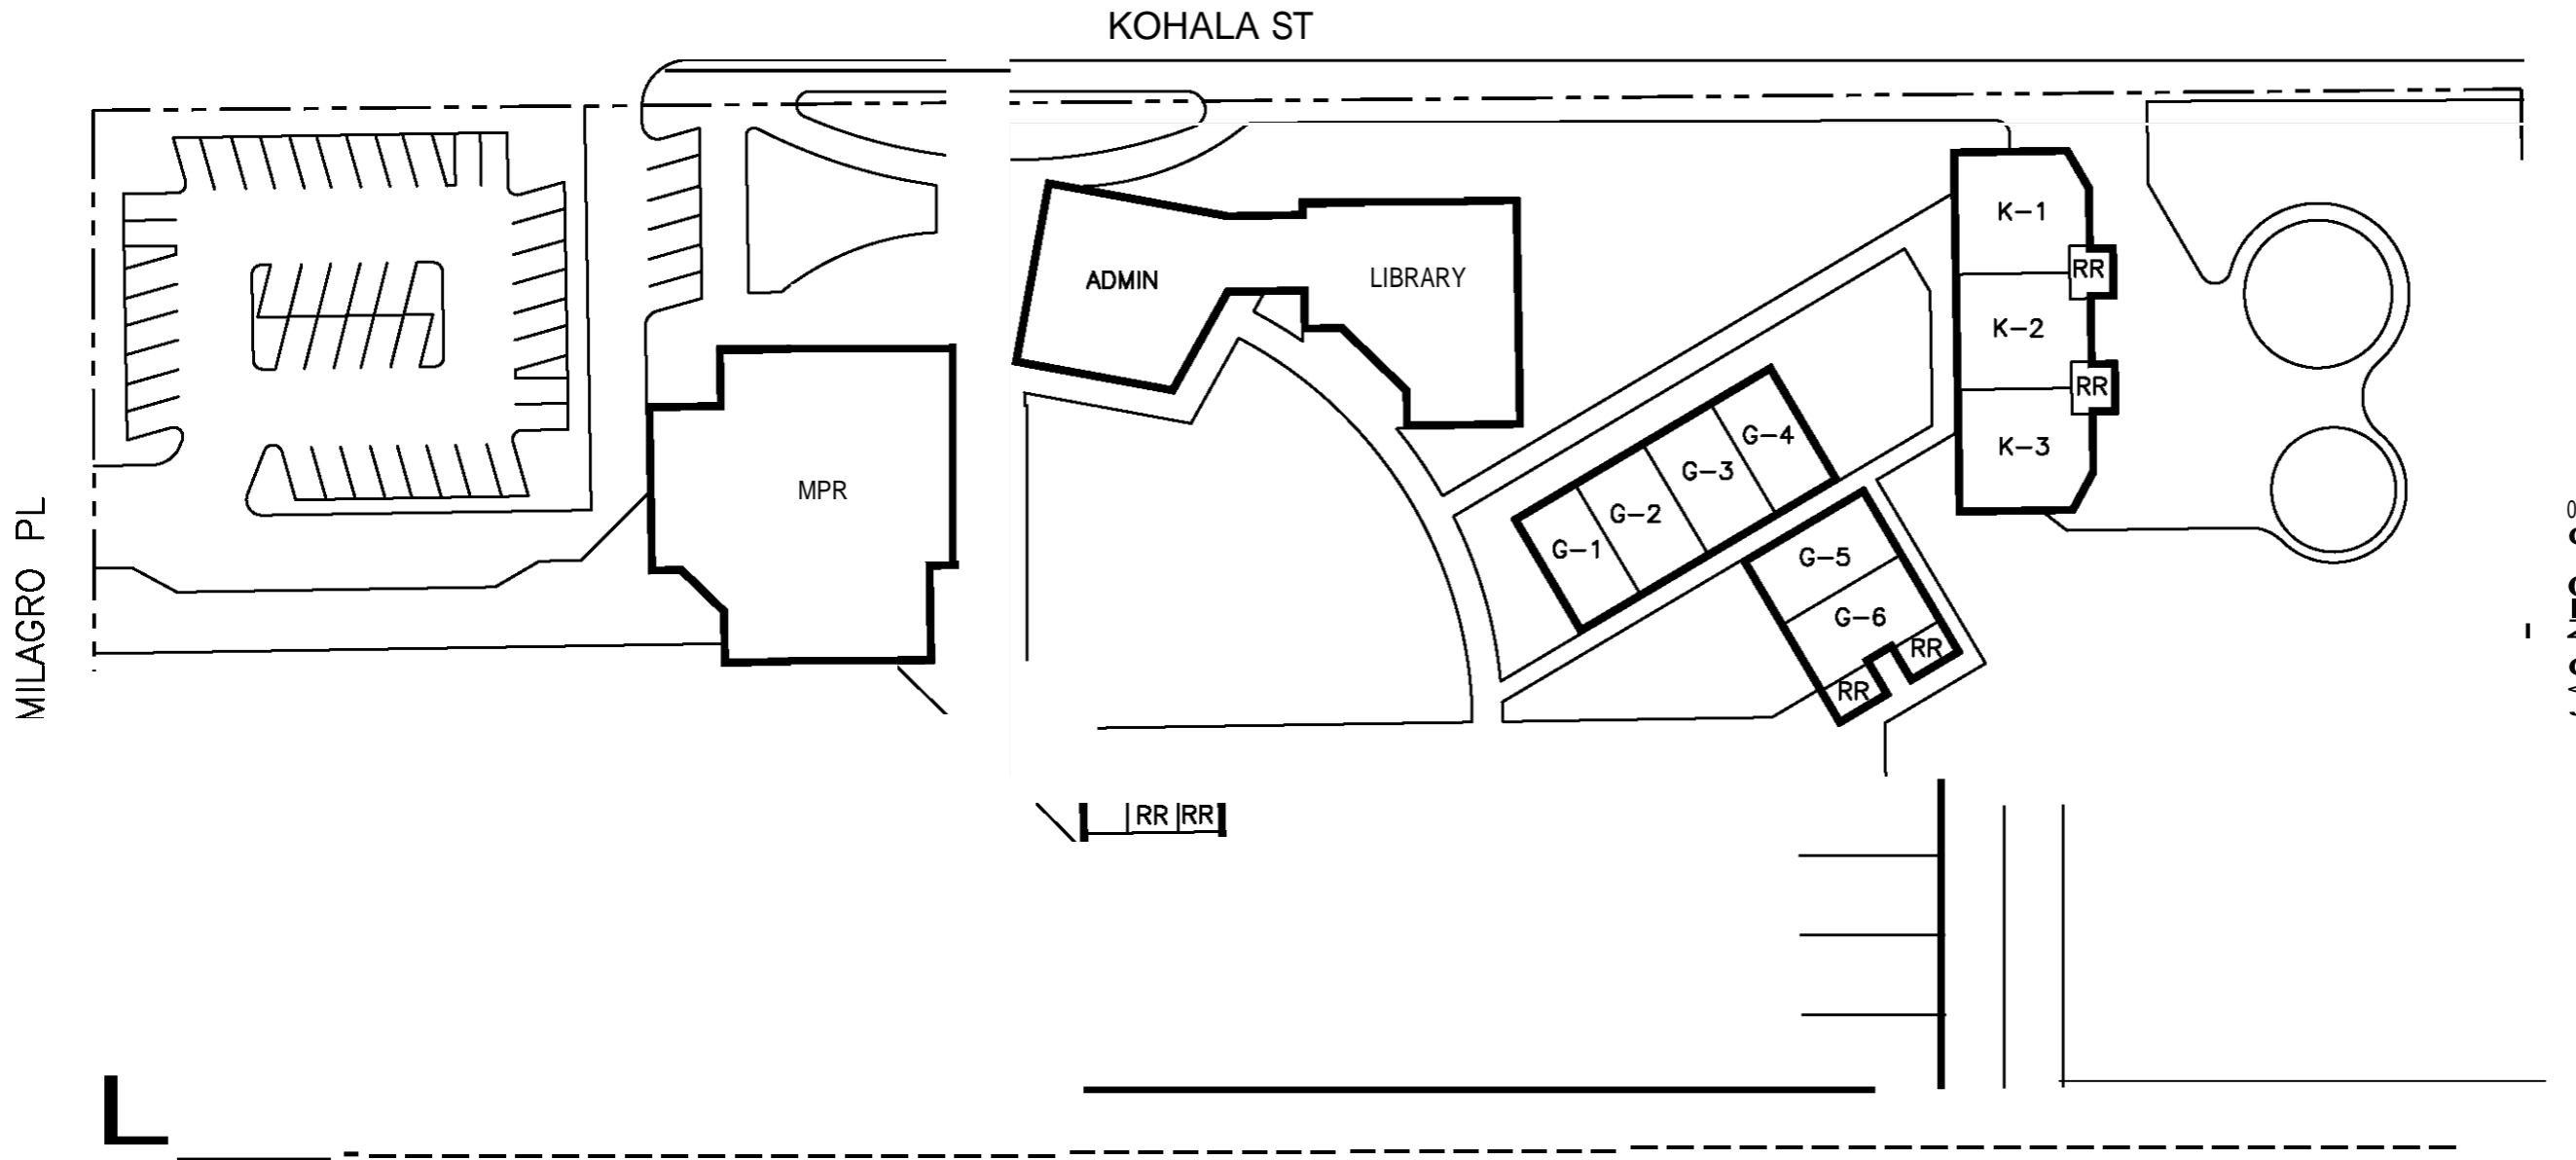 KOHALA ST
K-1
RR
ADMIN
LIBRARY
K-2
RR
K-3
G-4
G-3
G-2
G-1
MPR
MILAGRO PL
G-5
G-6
RR
RR
RR
RR